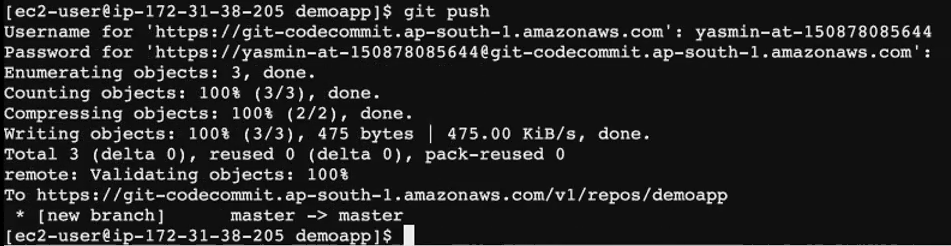 [ec2-user@ip-172-31-38-205 demoapp]$ git push
Username for 'https://git-codecommit.ap-south-1.amazonaws.com': yasmin-at-150878085644
Password for 'https://yasmin-at-150878085644@git-codecommit.ap-south-1.amazonaws.com':
Enumerating objects: 3, done.
Counting objects: 100% (3/3), done.
Compressing objects: 100% (2/2), done.
Writing objects: 100% (3/3), 475 bytes | 475.00 KiB/s, done.
Total 3 (delta 0), reused 0 (delta 0), pack-reused 0
remote: Validating objects: 100%
To https://git-codecommit.ap-south-1.amazonaws.com/v1/repos/demoapp
 * [new branch]      master -> master
[ec2-user@ip-172-31-38-205 demoapp]$